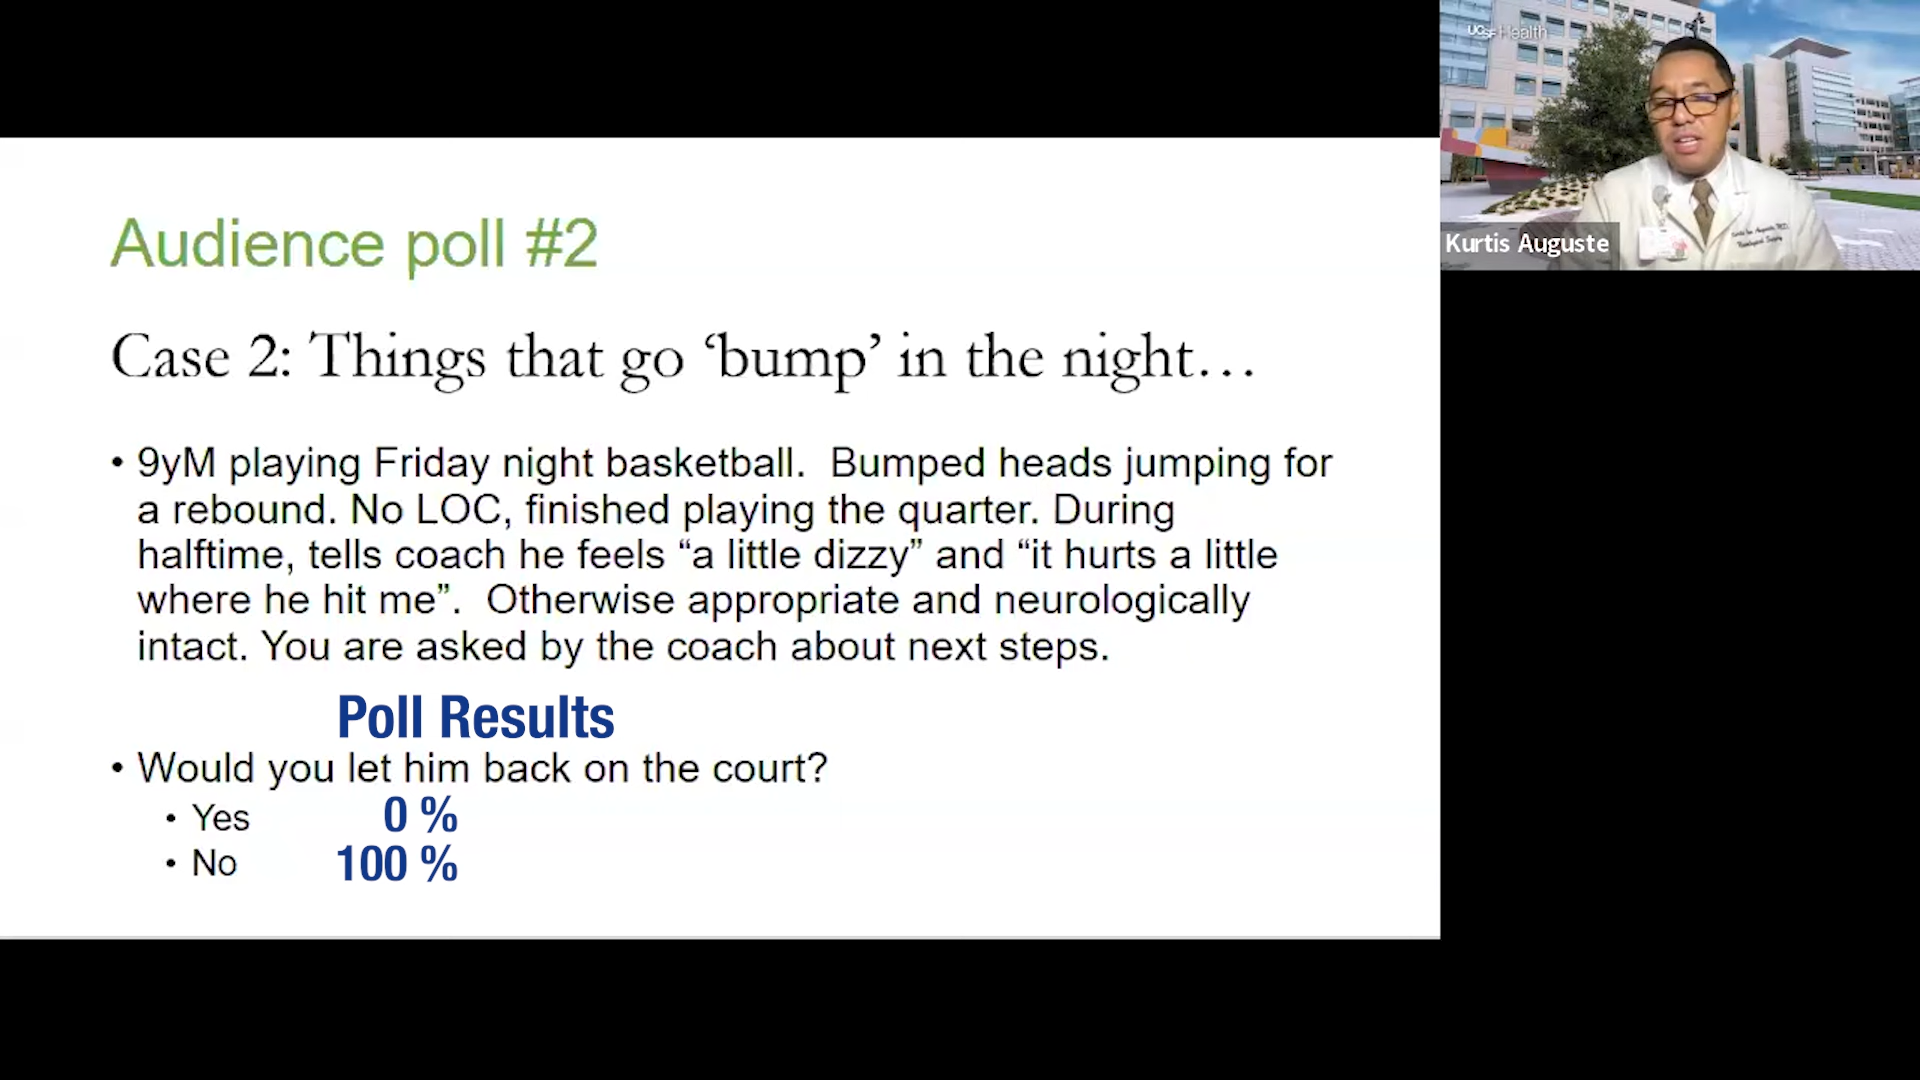 UCSF Health
Kurtis Auguste
Audience poll #2
Case 2: Things that go ‘bump’ in the night…
• 9yM playing Friday night basketball.  Bumped heads jumping for
a rebound. No LOC, finished playing the quarter. During
halftime, tells coach he feels “a little dizzy” and “it hurts a little
where he hit me”.  Otherwise appropriate and neurologically
intact. You are asked by the coach about next steps.
Poll Results
• Would you let him back on the court?
• Yes 0 %
• No 100 %